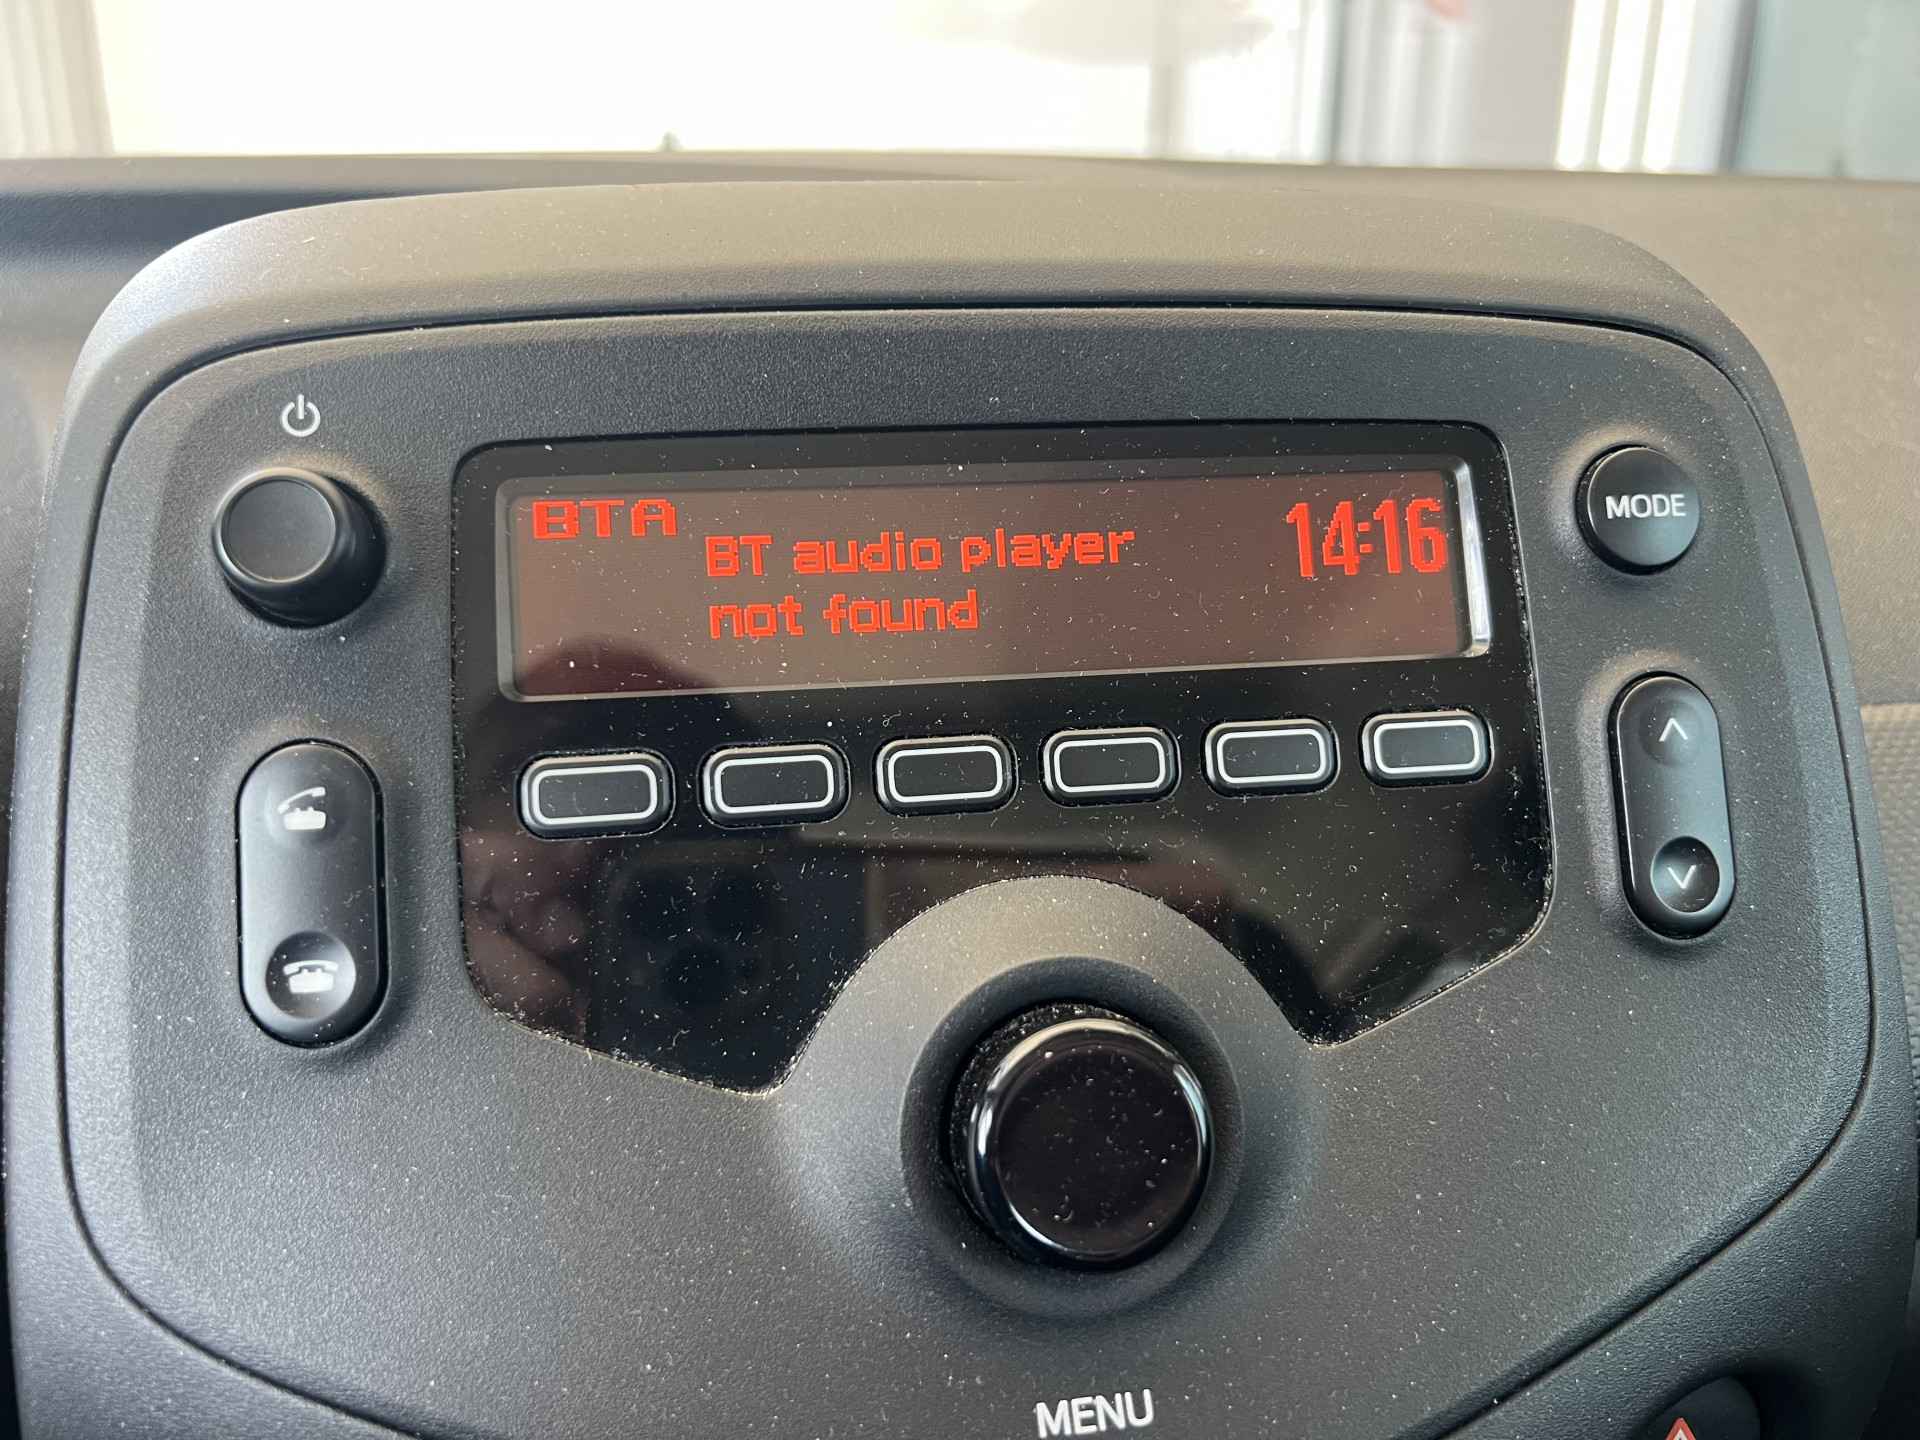 BTA
BT audio player
not found
14:16
MODE
MENU